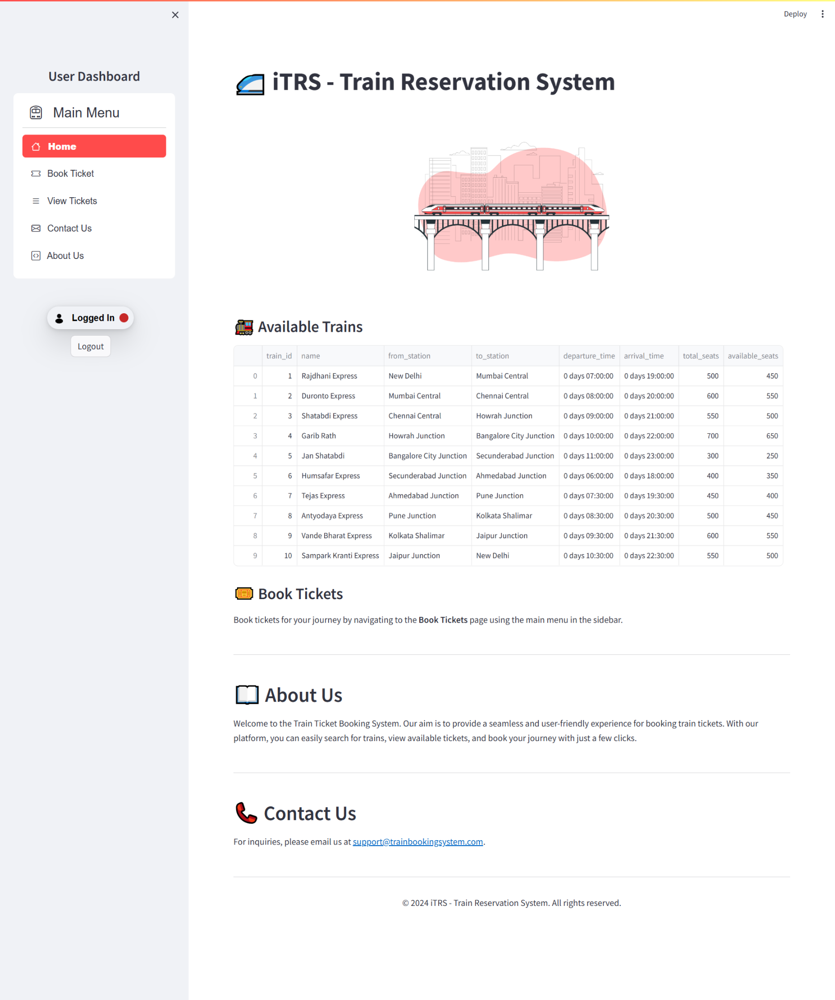 Deploy
User Dashboard
Main Menu
Home
Book Ticket
View Tickets
Contact Us
About Us
Logged In
Logout
iTRS - Train Reservation System
Available Trains
train_id name from_station to_station departure_time arrival_time total_seats available_seats
0 1 Rajdhani Express New Delhi Mumbai Central 0 days 07:00:00 0 days 19:00:00 500 450
1 2 Duronto Express Mumbai Central Chennai Central 0 days 08:00:00 0 days 20:00:00 600 550
2 3 Shatabdi Express Chennai Central Howrah Junction 0 days 09:00:00 0 days 21:00:00 550 500
3 4 Garib Rath Howrah Junction Bangalore City Junction 0 days 10:00:00 0 days 22:00:00 700 650
4 5 Jan Shatabdi Bangalore City Junction Secunderabad Junction 0 days 11:00:00 0 days 23:00:00 300 250
5 6 Humsafar Express Secunderabad Junction Ahmedabad Junction 0 days 06:00:00 0 days 18:00:00 400 350
6 7 Tejas Express Ahmedabad Junction Pune Junction 0 days 07:30:00 0 days 19:30:00 450 400
7 8 Antyodaya Express Pune Junction Kolkata Shalimar 0 days 08:30:00 0 days 20:30:00 500 450
8 9 Vande Bharat Express Kolkata Shalimar Jaipur Junction 0 days 09:30:00 0 days 21:30:00 600 550
9 10 Sampark Kranti Express Jaipur Junction New Delhi 0 days 10:30:00 0 days 22:30:00 550 500
Book Tickets
Book tickets for your journey by navigating to the Book Tickets page using the main menu in the sidebar.
About Us
Welcome to the Train Ticket Booking System. Our aim is to provide a seamless and user-friendly experience for booking train tickets. With our
platform, you can easily search for trains, view available tickets, and book your journey with just a few clicks.
Contact Us
For inquiries, please email us at support@trainbookingsystem.com.
© 2024 iTRS - Train Reservation System. All rights reserved.